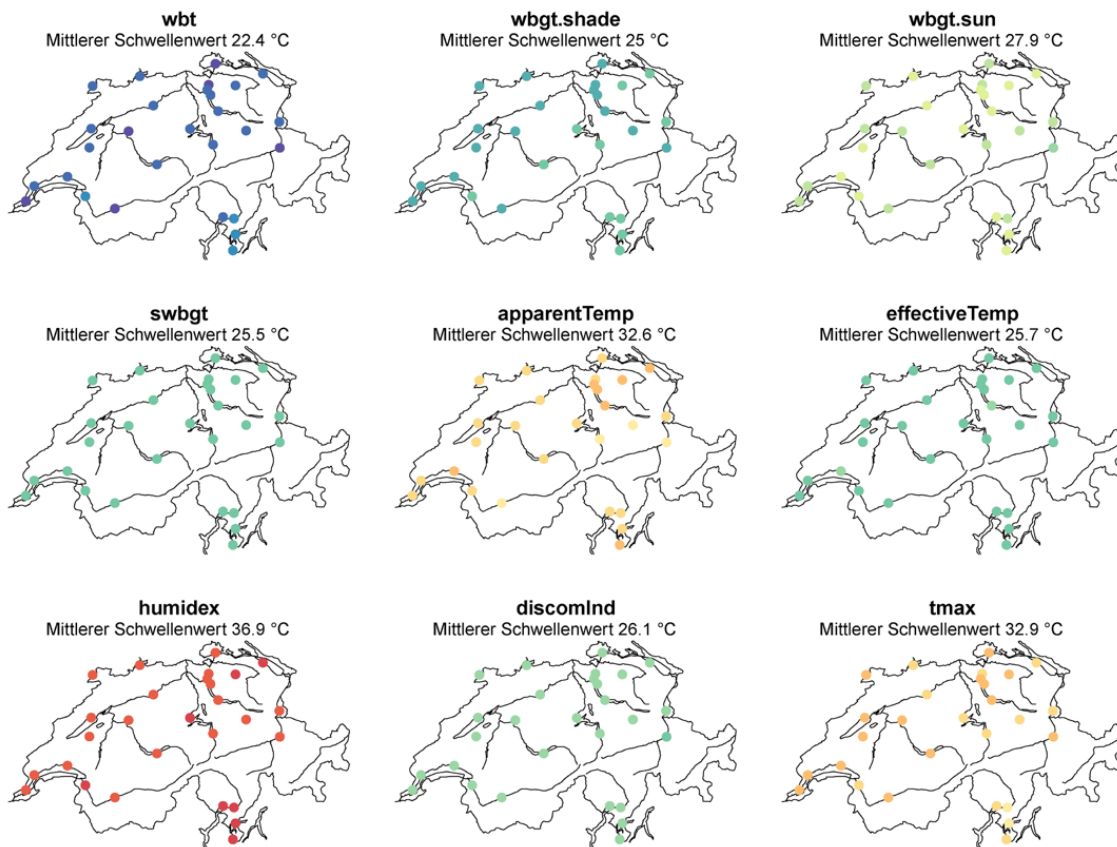 wbt
Mittlerer Schwellenwert 22.4 °C
wbgt.shade
Mittlerer Schwellenwert 25 °C
wbgt.sun
Mittlerer Schwellenwert 27.9 °C
swbgt
Mittlerer Schwellenwert 25.5 °C
apparentTemp
Mittlerer Schwellenwert 32.6 °C
effectiveTemp
Mittlerer Schwellenwert 25.7 °C
humidex
Mittlerer Schwellenwert 36.9 °C
discomInd
Mittlerer Schwellenwert 26.1 °C
tmax
Mittlerer Schwellenwert 32.9 °C